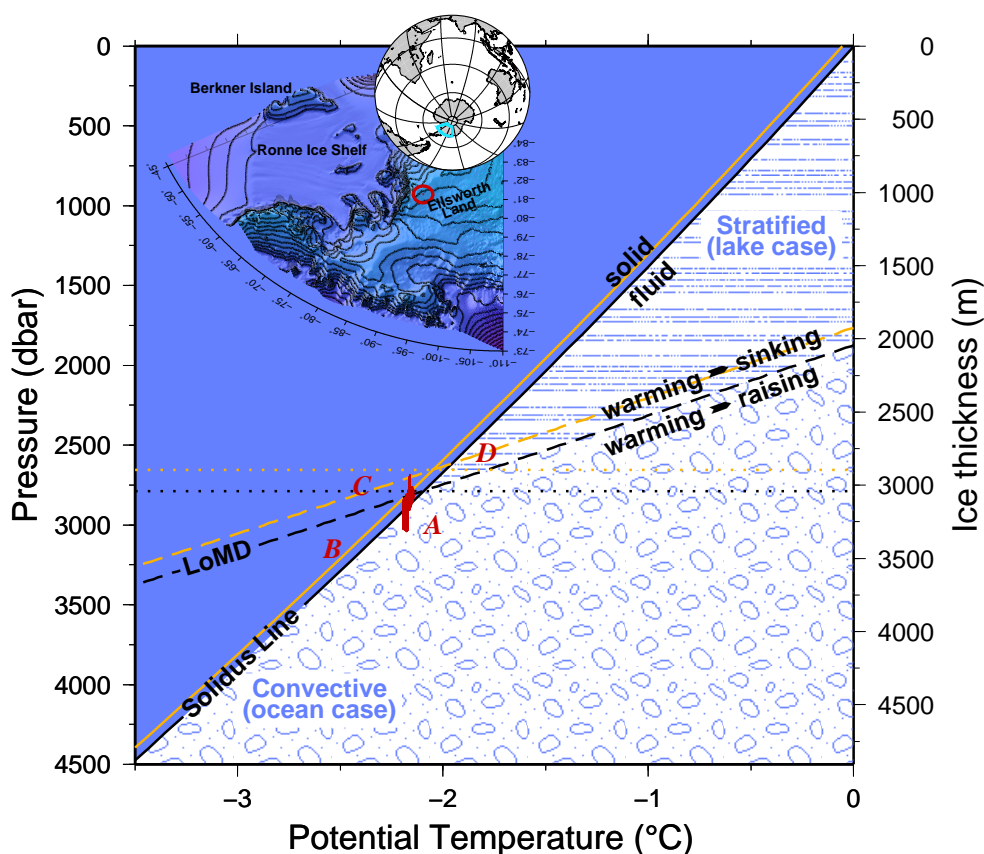 Berkner Island
Ronne Ice Shelf
Ellsworth
Land
−45°
−55°
−60°
−65°
−70°
−75°
−80°
−85°
−90°
−95°
−100°
−105°
−110°
−84°
−83°
−82°
−81°
−80°
−79°
−78°
−77°
−76°
−75°
−74°
−73°
0
500
1000
1500
2000
2500
3000
3500
4000
4500
Pressure (dbar)
0
500
1000
1500
2000
2500
3000
3500
4000
4500
Ice thickness (m)
Stratified
(lake case)
solid
fluid
warming sinking
warming raising
D
C
A
B
LoMD
Solidus Line
Convective
(ocean case)
−3
−2
−1
0
Potential Temperature (°C)